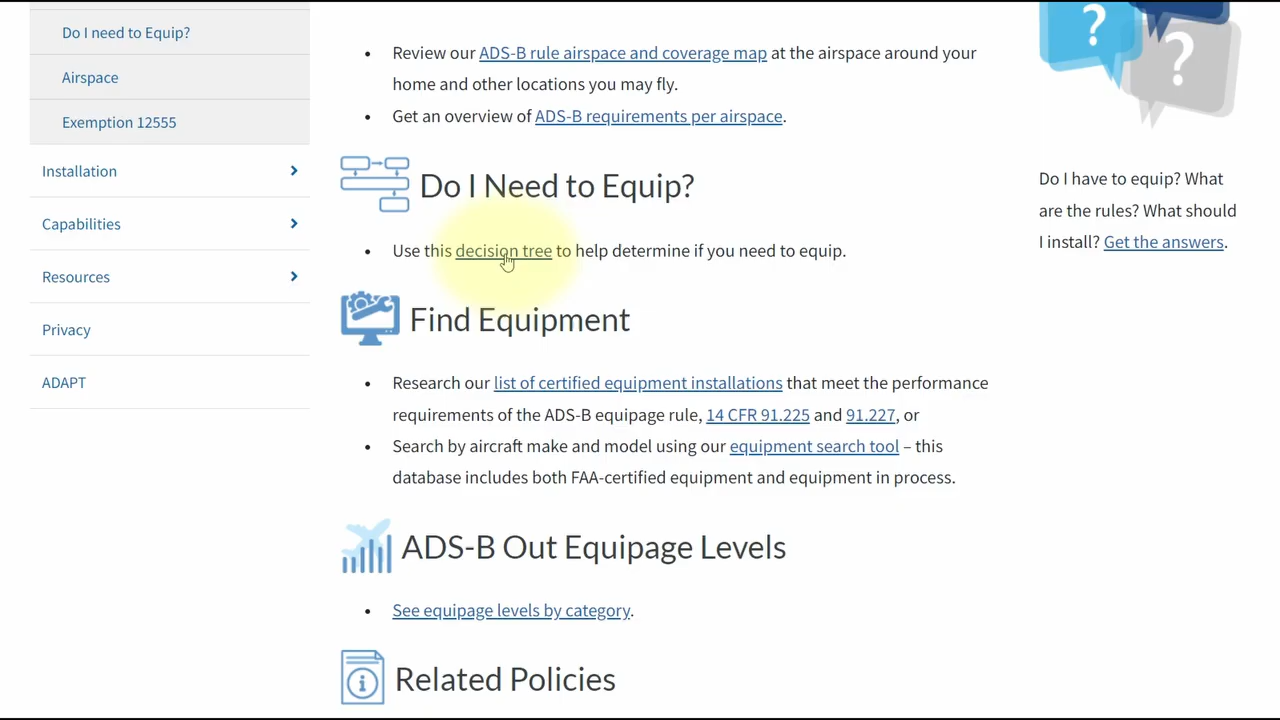 Do I need to Equip?
Airspace
Exemption 12555
Installation
Capabilities
Resources
Privacy
ADAPT
• Review our ADS-B rule airspace and coverage map at the airspace around your
home and other locations you may fly.
• Get an overview of ADS-B requirements per airspace.
Do I Need to Equip?
• Use this decision tree to help determine if you need to equip.
Find Equipment
• Research our list of certified equipment installations that meet the performance
requirements of the ADS-B equipage rule, 14 CFR 91.225 and 91.227, or
• Search by aircraft make and model using our equipment search tool – this
database includes both FAA-certified equipment and equipment in process.
ADS-B Out Equipage Levels
• See equipage levels by category.
Related Policies
? ?
Do I have to equip? What
are the rules? What should
I install? Get the answers.